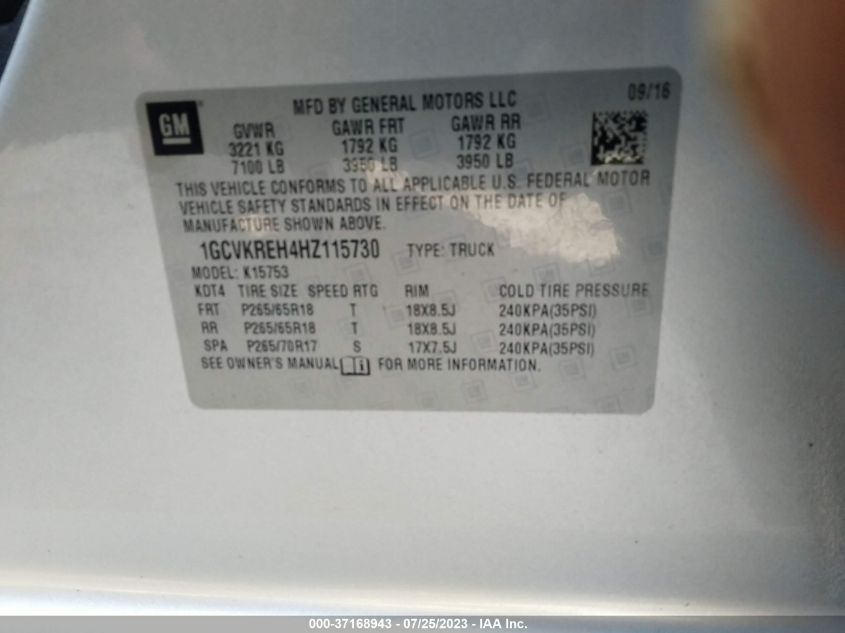 GM
MFD BY GENERAL MOTORS LLC 09/16
GVWR GAWR FRT GAWR RR
3221 KG 1792 KG 1792 KG
7100 LB 3950 LB 3950 LB
THIS VEHICLE CONFORMS TO ALL APPLICABLE U.S. FEDERAL MOTOR
VEHICLE SAFETY STANDARDS IN EFFECT ON THE DATE OF
MANUFACTURE SHOWN ABOVE.
1GCVKREH4HZ115730 TYPE: TRUCK
MODEL: K15753
KDT4 TIRE SIZE SPEED RTG RIM COLD TIRE PRESSURE
FRT P265/65R18 T 18X8.5J 240KPA(35PSI)
RR P265/65R18 T 18X8.5J 240KPA(35PSI)
SPA P265/70R17 S 17X7.5J 240KPA(35PSI)
SEE OWNER'S MANUAL FOR MORE INFORMATION.
000-37168943 - 07/25/2023 - IAA Inc.